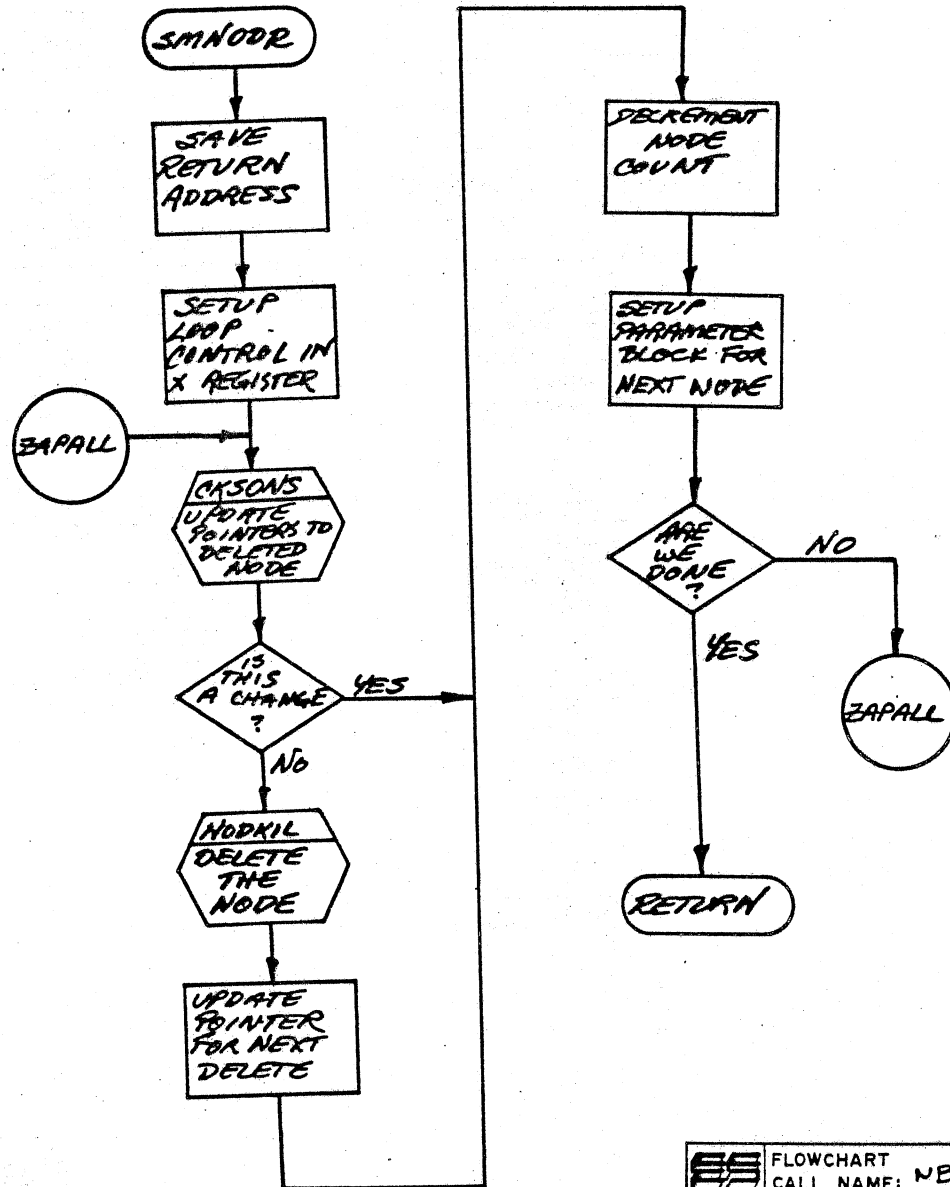 SMNODR
SAVE
RETURN
ADDRESS
SETUP
LOOP
CONTROL IN
X REGISTER
ZAPALL
CKSONS
UPDATE
POINTERS TO
DELETED
NODE
IS
THIS
A CHANGE
?
YES
NO
NODKIL
DELETE
THE
NODE
UPDATE
POINTER
FOR NEXT
DELETE
DECREMENT
NODE
COUNT
SETUP
PARAMETER
BLOCK FOR
NEXT NODE
ARE
WE
DONE
?
NO
YES
ZAPALL
RETURN
FLOWCHART
CALL NAME: NE